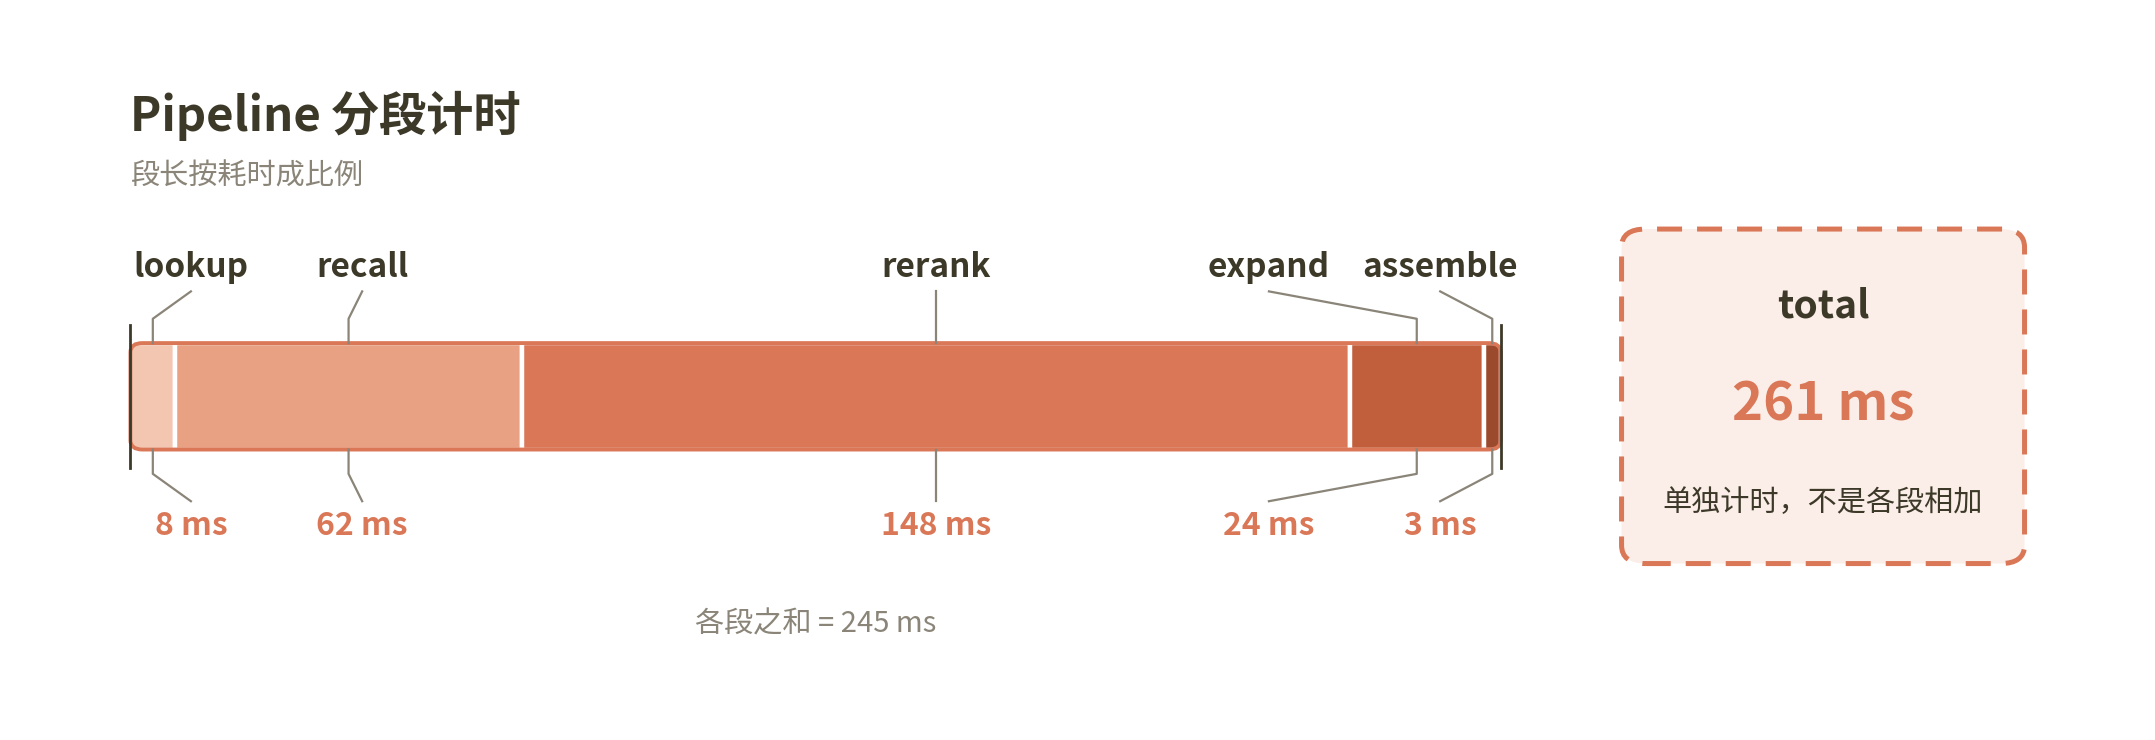 Pipeline 分段计时
段长按耗时成比例
lookup recall rerank expand assemble
8 ms 62 ms 148 ms 24 ms 3 ms
各段之和 = 245 ms
total
261 ms
单独计时，不是各段相加